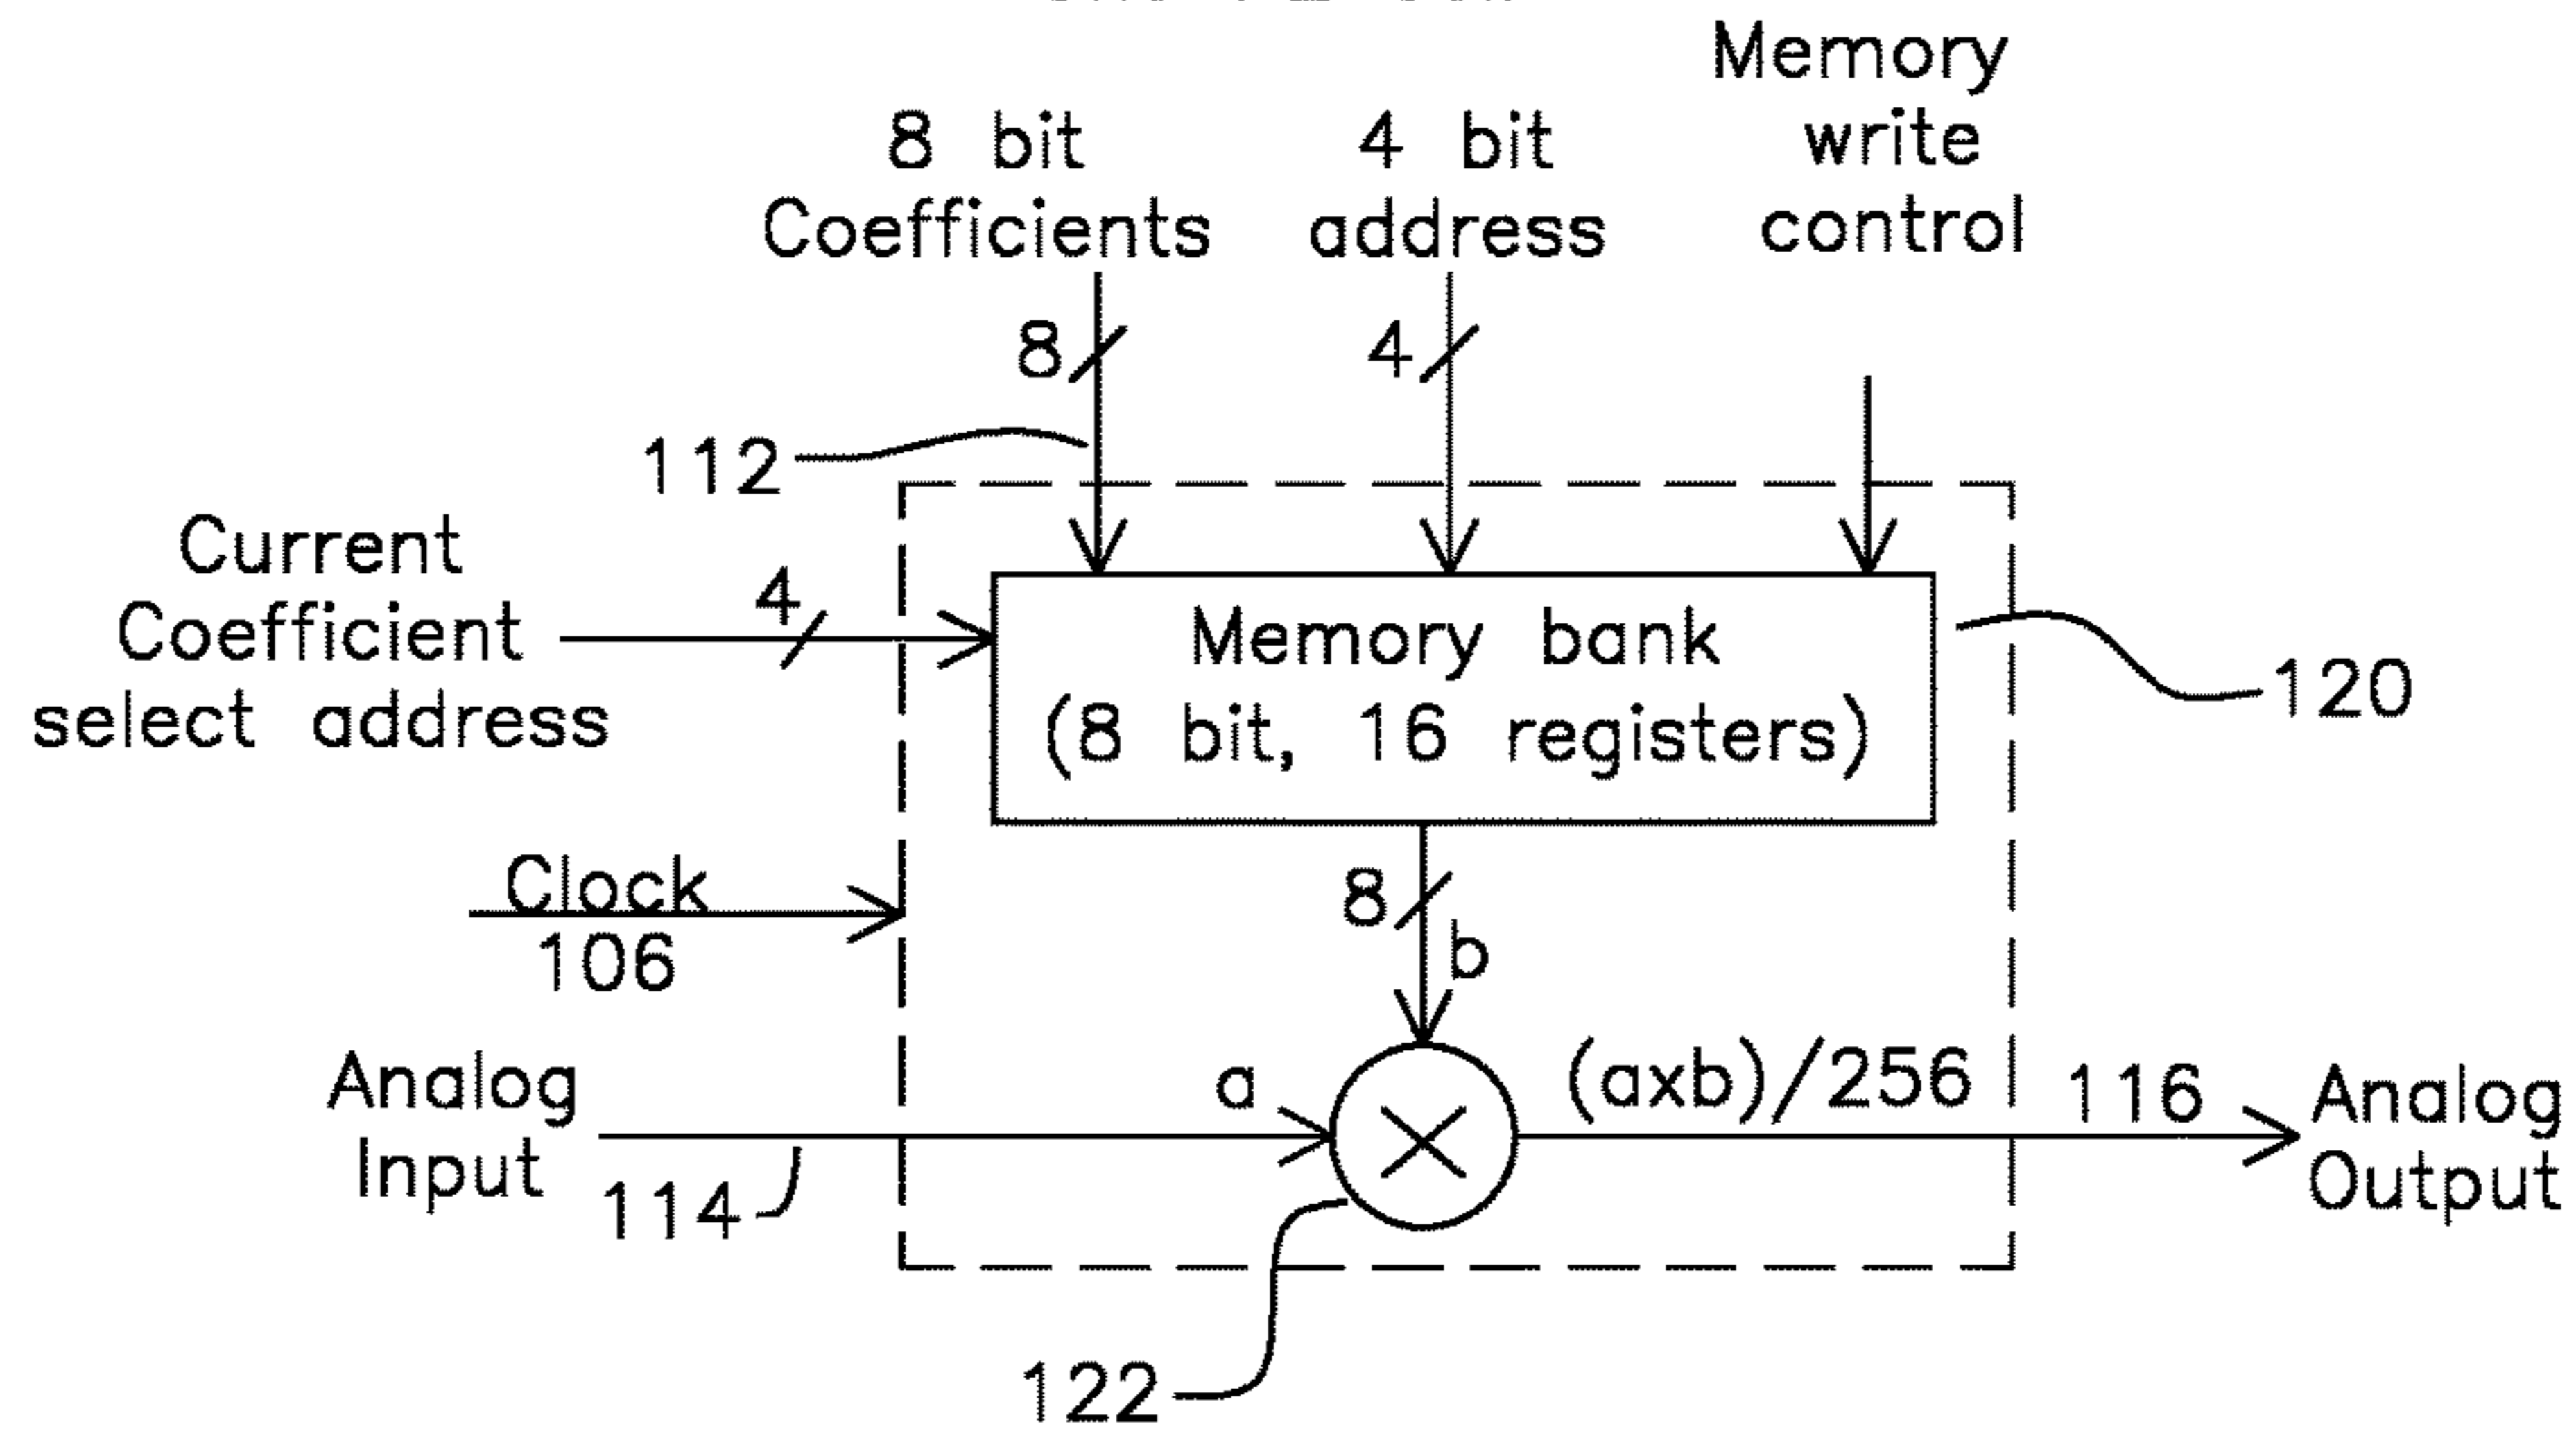 Memory
write
control
8 bit
Coefficients
4 bit
address
8
4
112
Current
Coefficient
select address
4
Memory bank
(8 bit, 16 registers)
120
Clock
106
8
b
Analog
Input
114
a
(axb)/256
116
Analog
Output
122